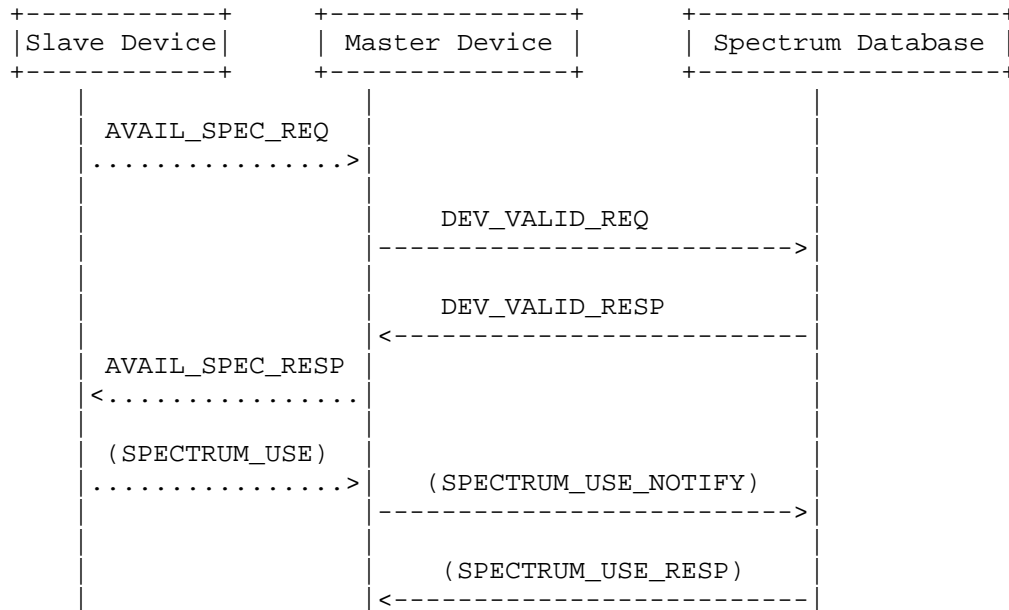 Slave Device Master Device Spectrum Database
AVAIL_SPEC_REQ
DEV_VALID_REQ
DEV_VALID_RESP
AVAIL_SPEC_RESP
(SPECTRUM_USE)
(SPECTRUM_USE_NOTIFY)
(SPECTRUM_USE_RESP)